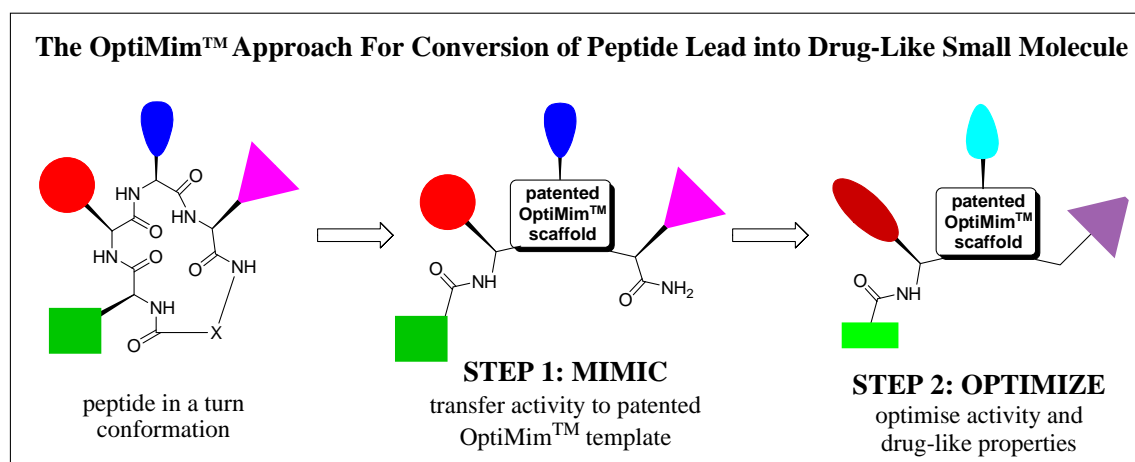 The OptiMim™ Approach For Conversion of Peptide Lead into Drug-Like Small Molecule
O
HN
O
HN
NH
O
O
NH
O
NH
O
X
peptide in a turn
conformation
patented
OptiMim™
scaffold
NH
O
O
NH₂
STEP 1: MIMIC
transfer activity to patented
OptiMim™ template
patented
OptiMim™
scaffold
O
NH
STEP 2: OPTIMIZE
optimise activity and
drug-like properties